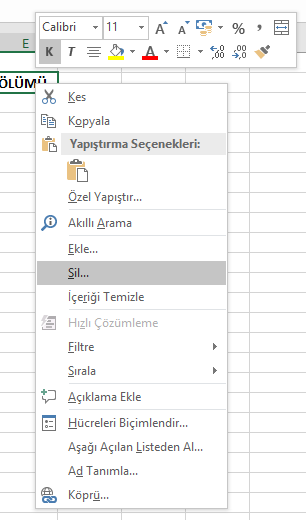 Calibri 11 A A %
K T A ,00 ,0
E
ÖLÜMÜ
Kes
Kopyala
Yapıştırma Seçenekleri:
Özel Yapıştır...
Akıllı Arama
Ekle...
Sil...
İçeriği Temizle
Hızlı Çözümleme
Filtre
Sırala
Açıklama Ekle
Hücreleri Biçimlendir...
Aşağı Açılan Listeden Al...
Ad Tanımla...
Köprü...